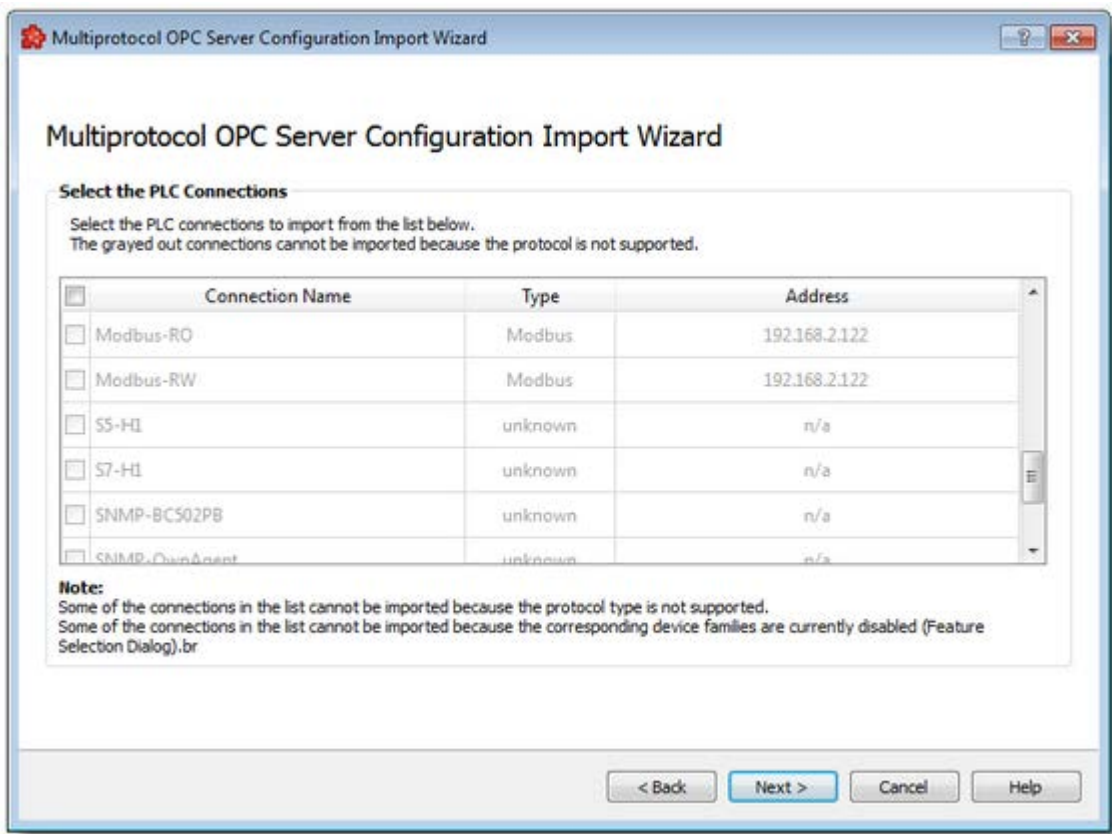 Multiprotocol OPC Server Configuration Import Wizard
Multiprotocol OPC Server Configuration Import Wizard
Select the PLC Connections
Select the PLC connections to import from the list below.
The grayed out connections cannot be imported because the protocol is not supported.
Connection Name Type Address
Modbus-RO Modbus 192.168.2.122
Modbus-RW Modbus 192.168.2.122
S5-H1 unknown n/a
S7-H1 unknown n/a
SNMP-BC502PB unknown n/a
SNMP-OwnAgent unknown n/a
Note:
Some of the connections in the list cannot be imported because the protocol type is not supported.
Some of the connections in the list cannot be imported because the corresponding device families are currently disabled (Feature
Selection Dialog).br
< Back Next > Cancel Help